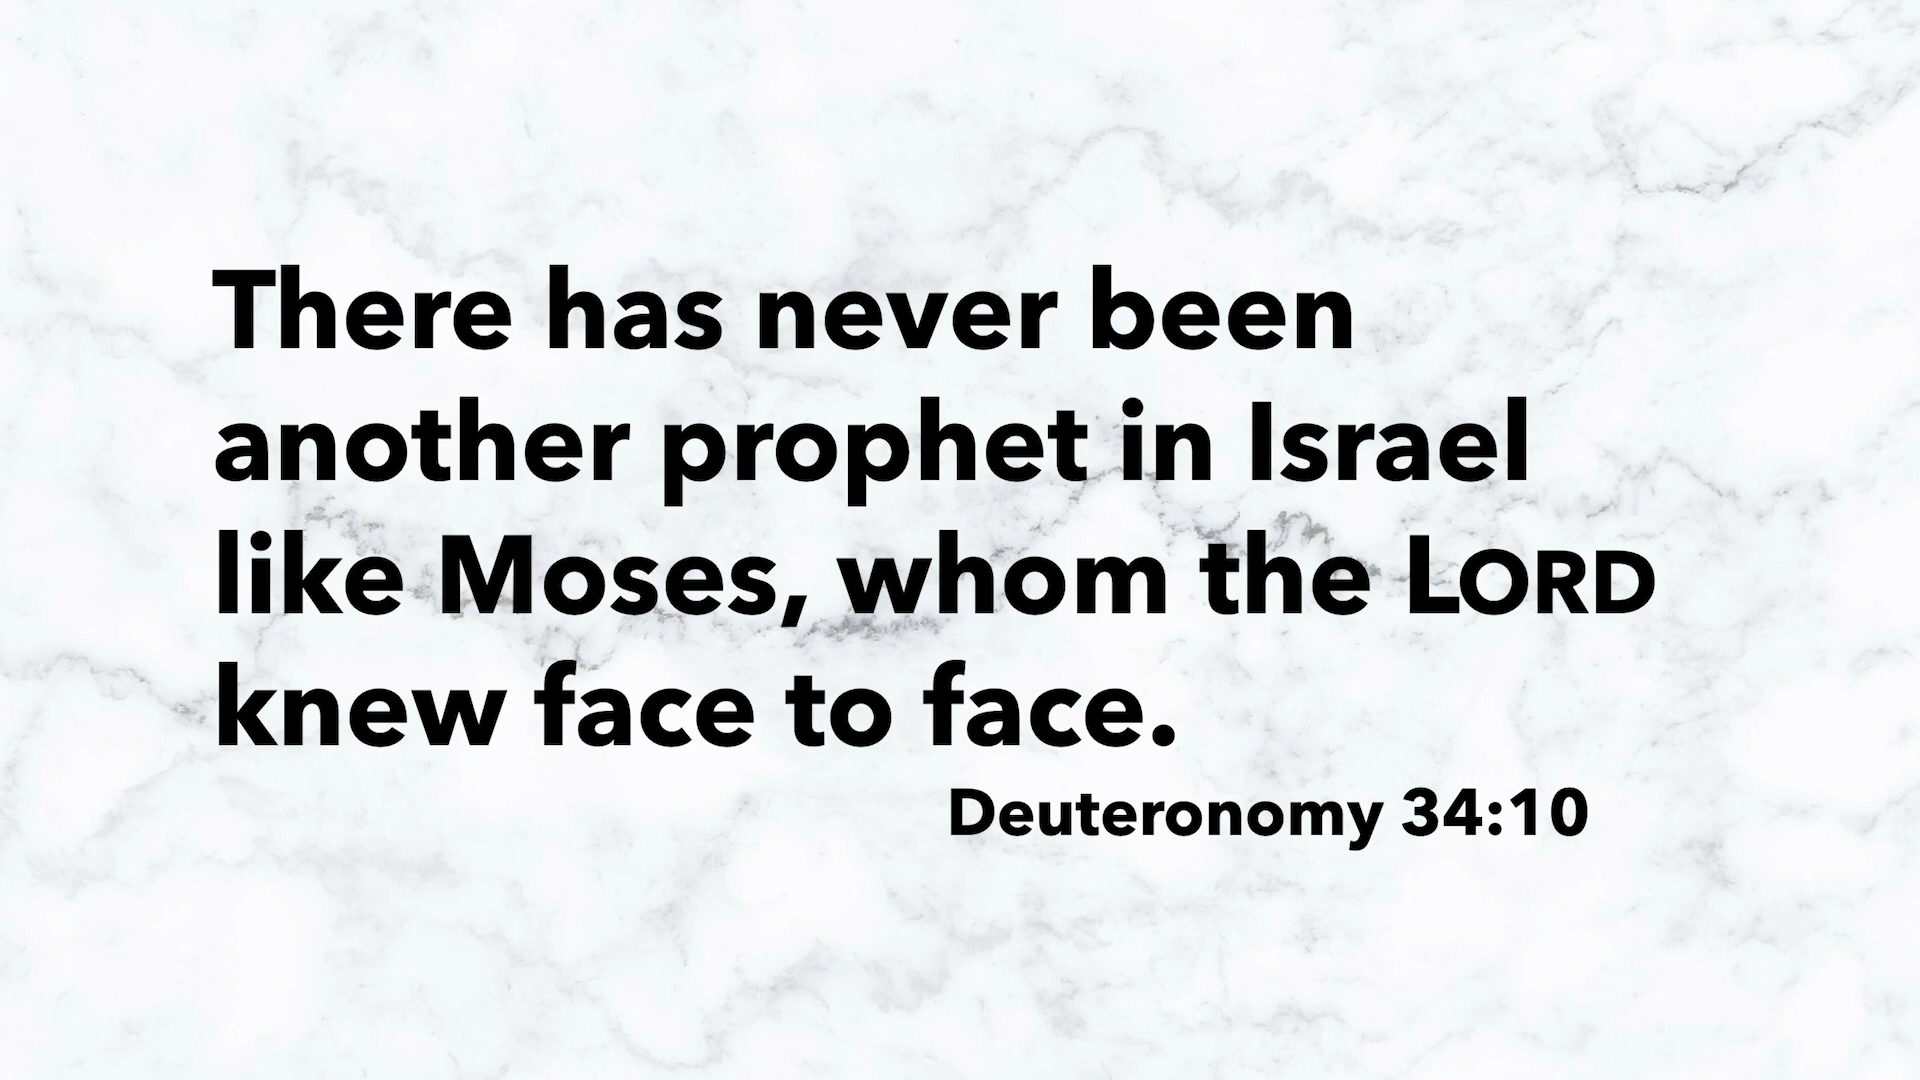 There has never been
another prophet in Israel
like Moses, whom the LORD
knew face to face.
Deuteronomy 34:10